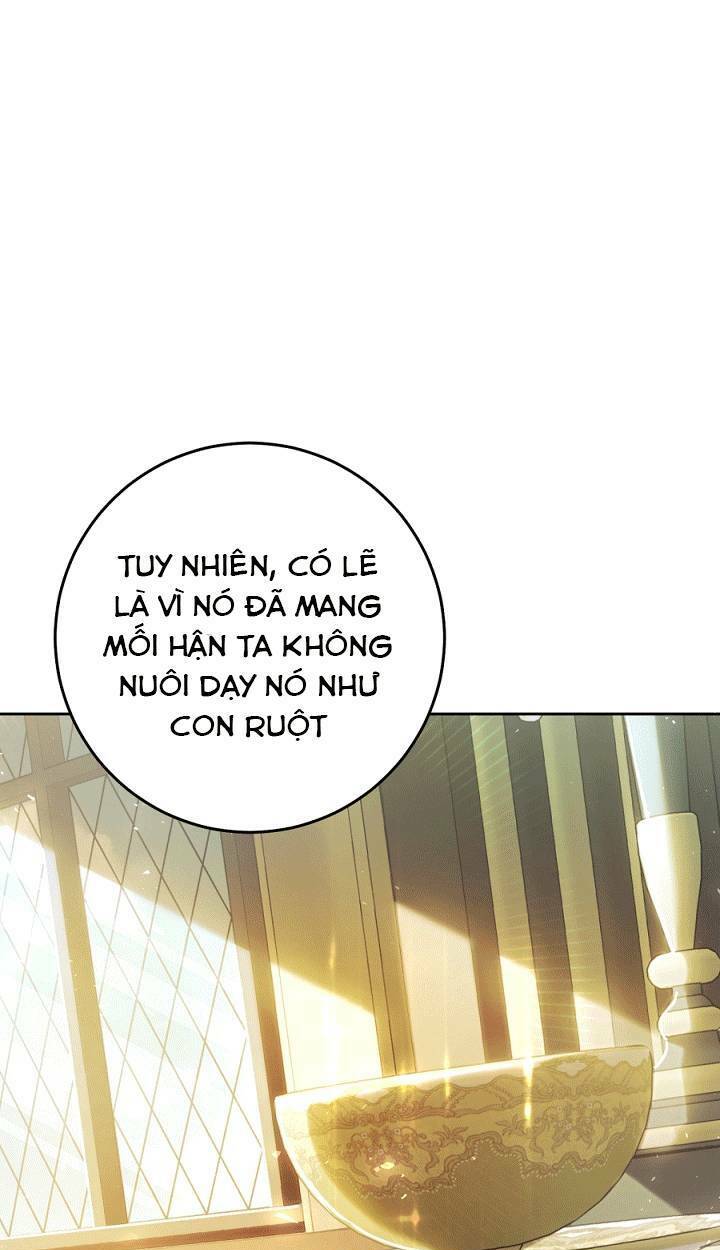 TUY NHIÊN, CÓ LẼ
LÀ VÌ NÓ ĐÃ MANG
MỐI HẬN TA KHÔNG
NUÔI DẠY NÓ NHƯ
CON RUỘT